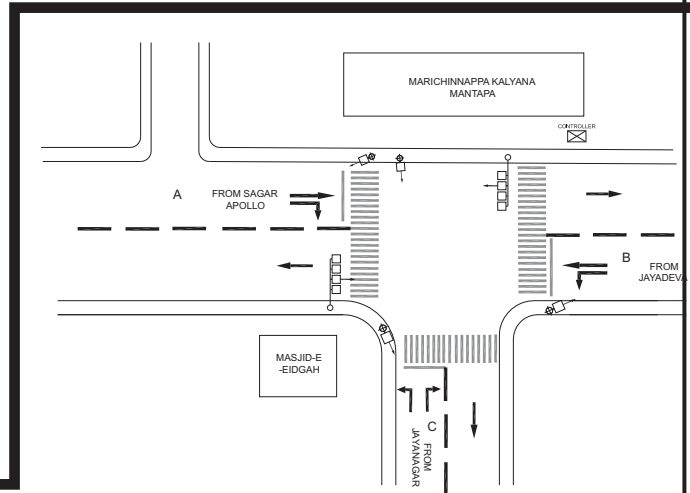 MARICHINNAPPA KALYANA
MANTAPA
CONTROLLER
A
FROM SAGAR
APOLLO
B
FROM
JAYADEVA
MASJID-E
-EIDGAH
C
FROM
JAYANAGAR